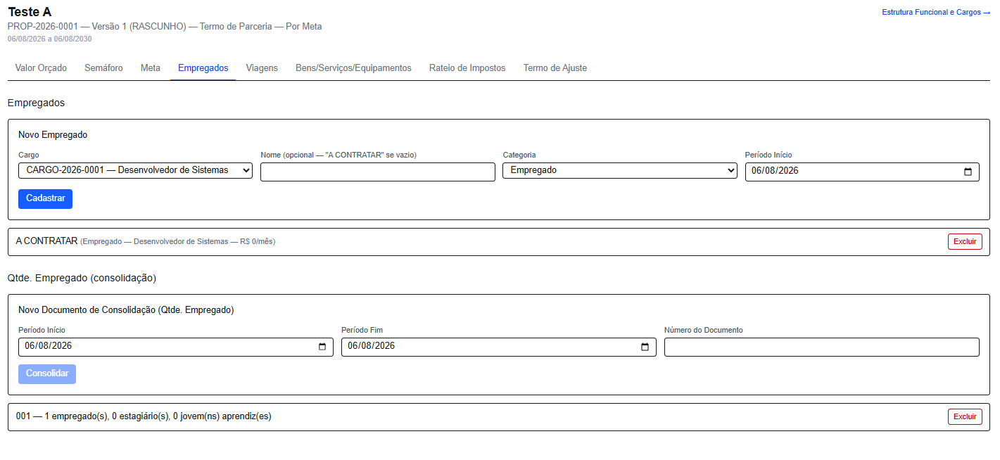 Teste A
Estrutura Funcional e Cargos →
PROP-2026-0001 — Versão 1 (RASCUNHO) — Termo de Parceria — Por Meta
06/08/2026 a 06/08/2030
Valor Orçado Semáforo Meta Empregados Viagens Bens/Serviços/Equipamentos Rateio de Impostos Termo de Ajuste
Empregados
Novo Empregado
Cargo Nome (opcional — "A CONTRATAR" se vazio) Categoria Período Início
CARGO-2026-0001 — Desenvolvedor de Sistemas Empregado 06/08/2026
Cadastrar
A CONTRATAR (Empregado — Desenvolvedor de Sistemas — R$ 0/mês) Excluir
Qtde. Empregado (consolidação)
Novo Documento de Consolidação (Qtde. Empregado)
Período Início Período Fim Número do Documento
06/08/2026 06/08/2026
Consolidar
001 — 1 empregado(s), 0 estagiário(s), 0 jovem(ns) aprendiz(es) Excluir